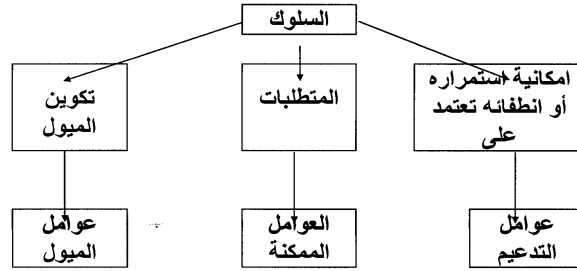 السلوك
امكانية استمراره
أو انطفائه تعتمد
على
المتطلبات
تكوين
الميول
عوامل
التدعيم
العوامل
الممكنة
عوامل
الميول